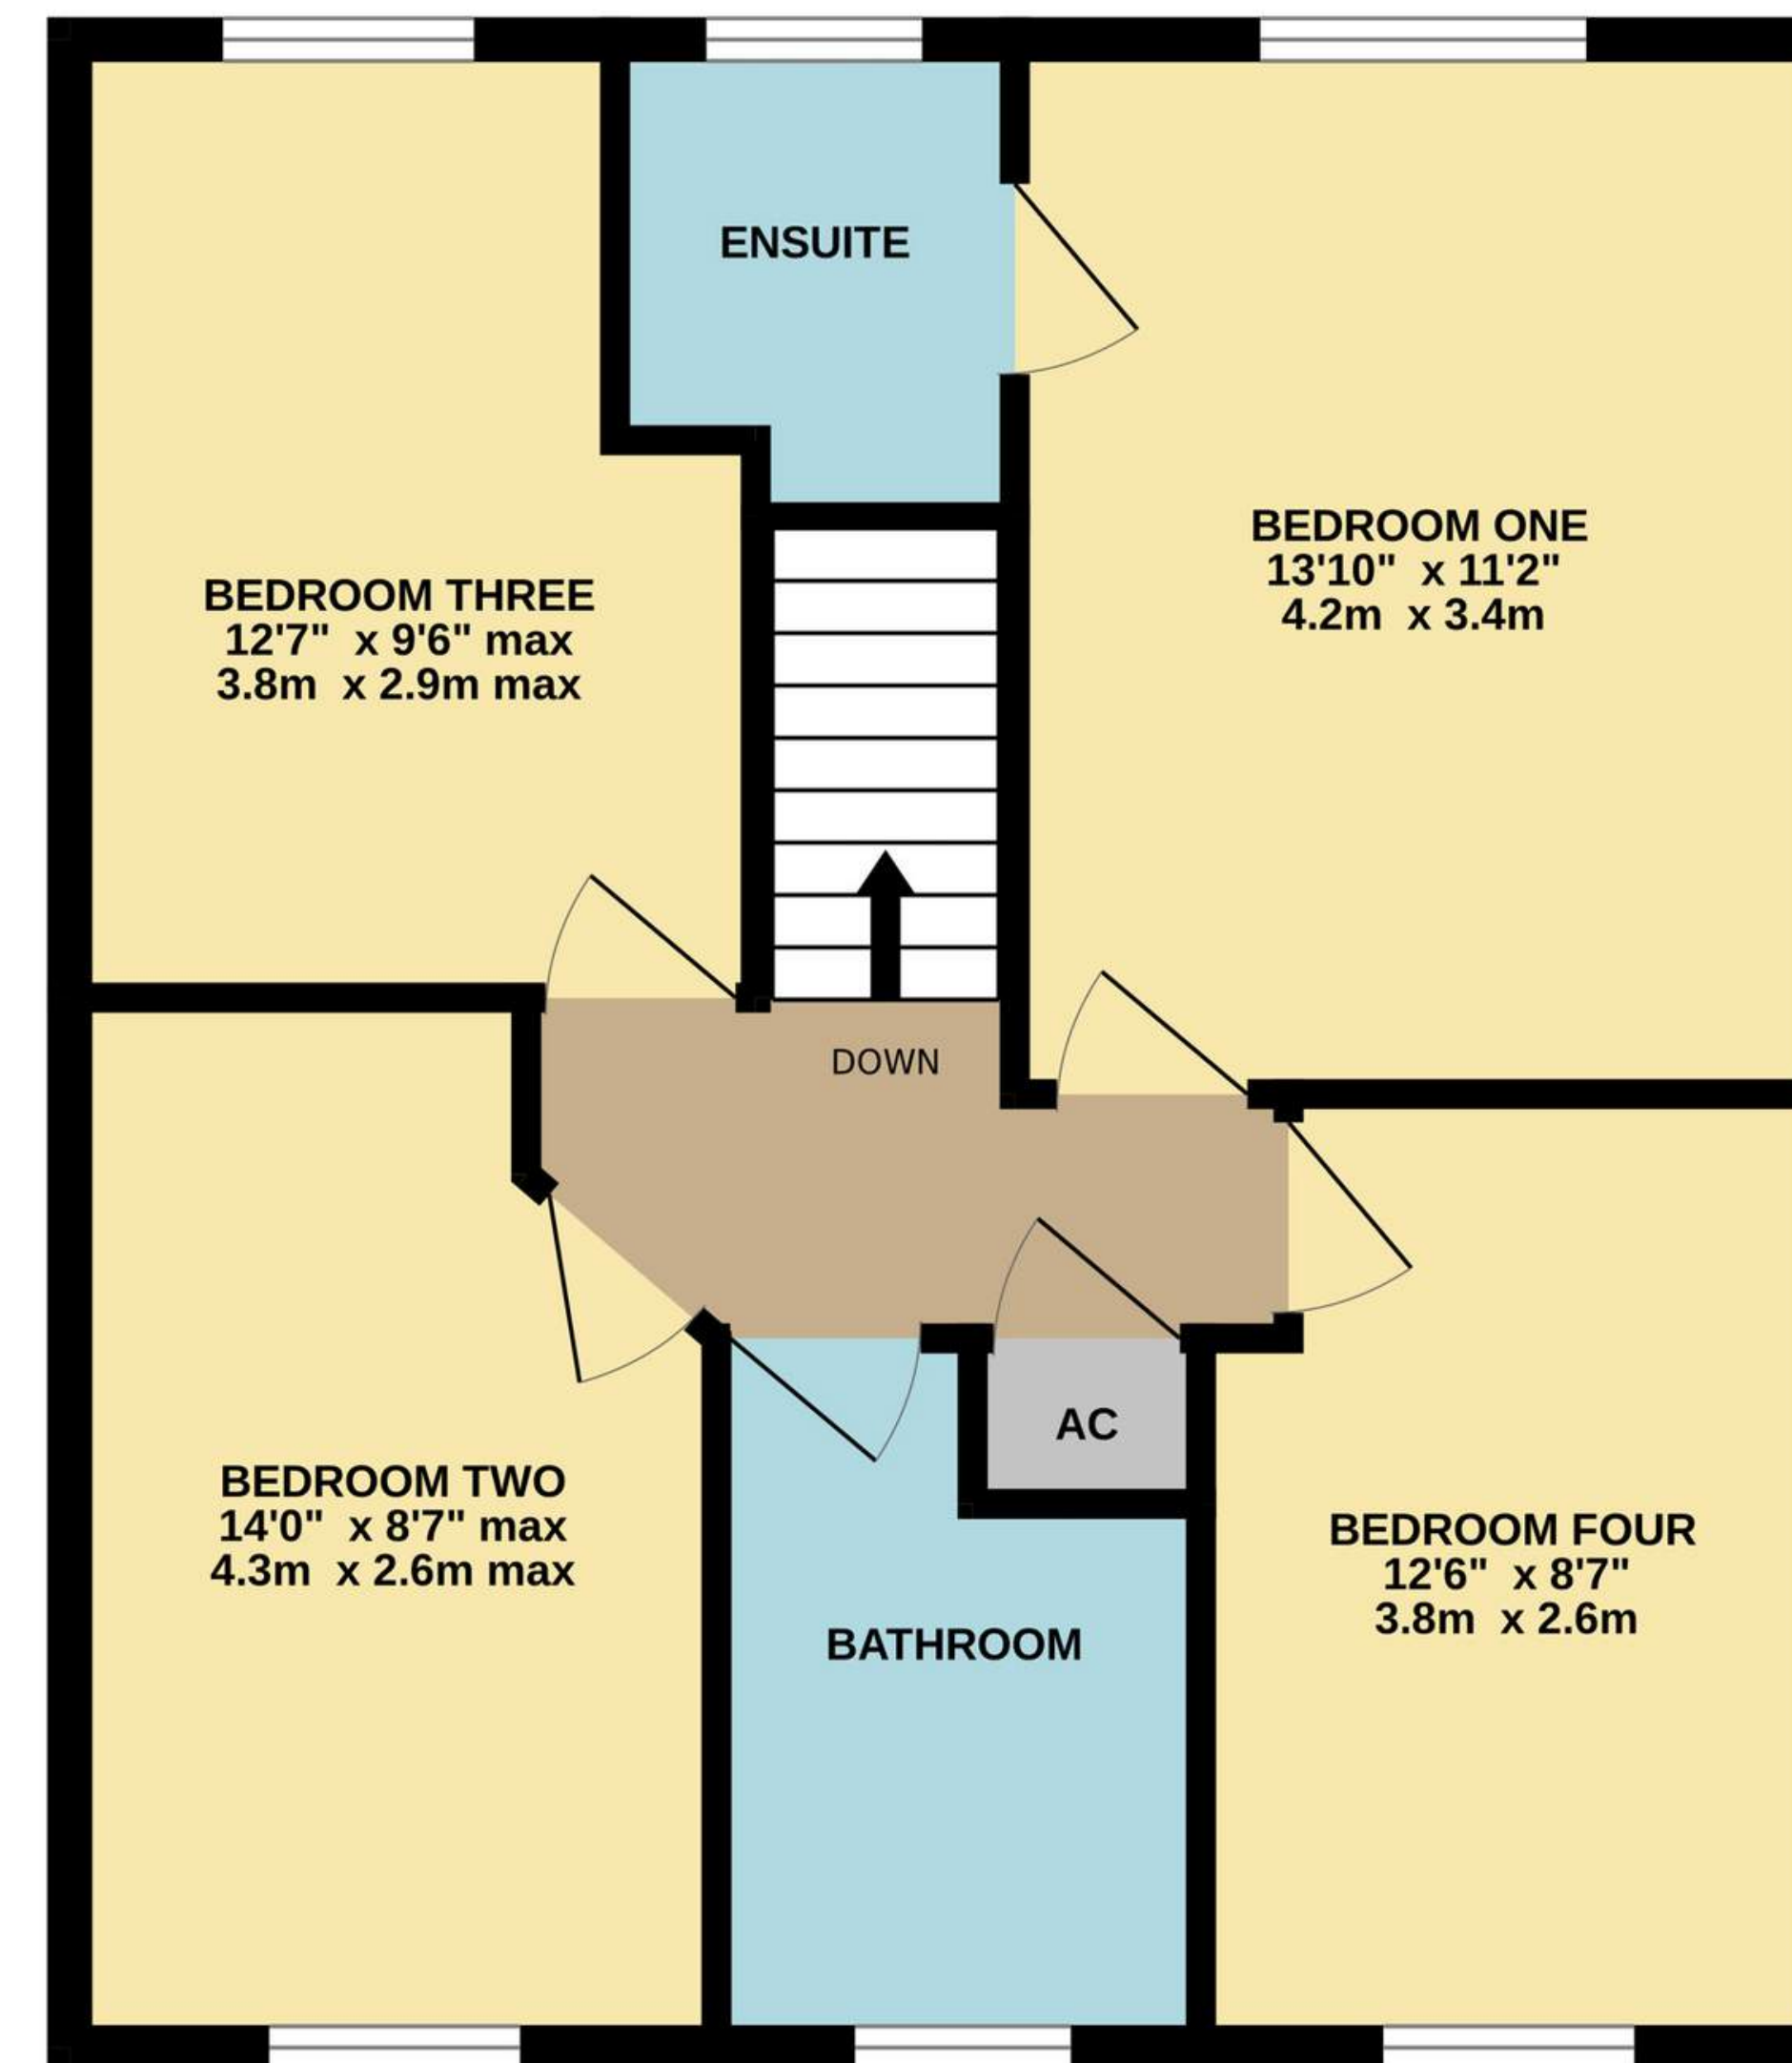 ENSUITE
BEDROOM ONE
13'10" x 11'2"
4.2m x 3.4m
BEDROOM THREE
12'7" x 9'6" max
3.8m x 2.9m max
DOWN
AC
BEDROOM TWO
14'0" x 8'7" max
4.3m x 2.6m max
BEDROOM FOUR
12'6" x 8'7"
3.8m x 2.6m
BATHROOM